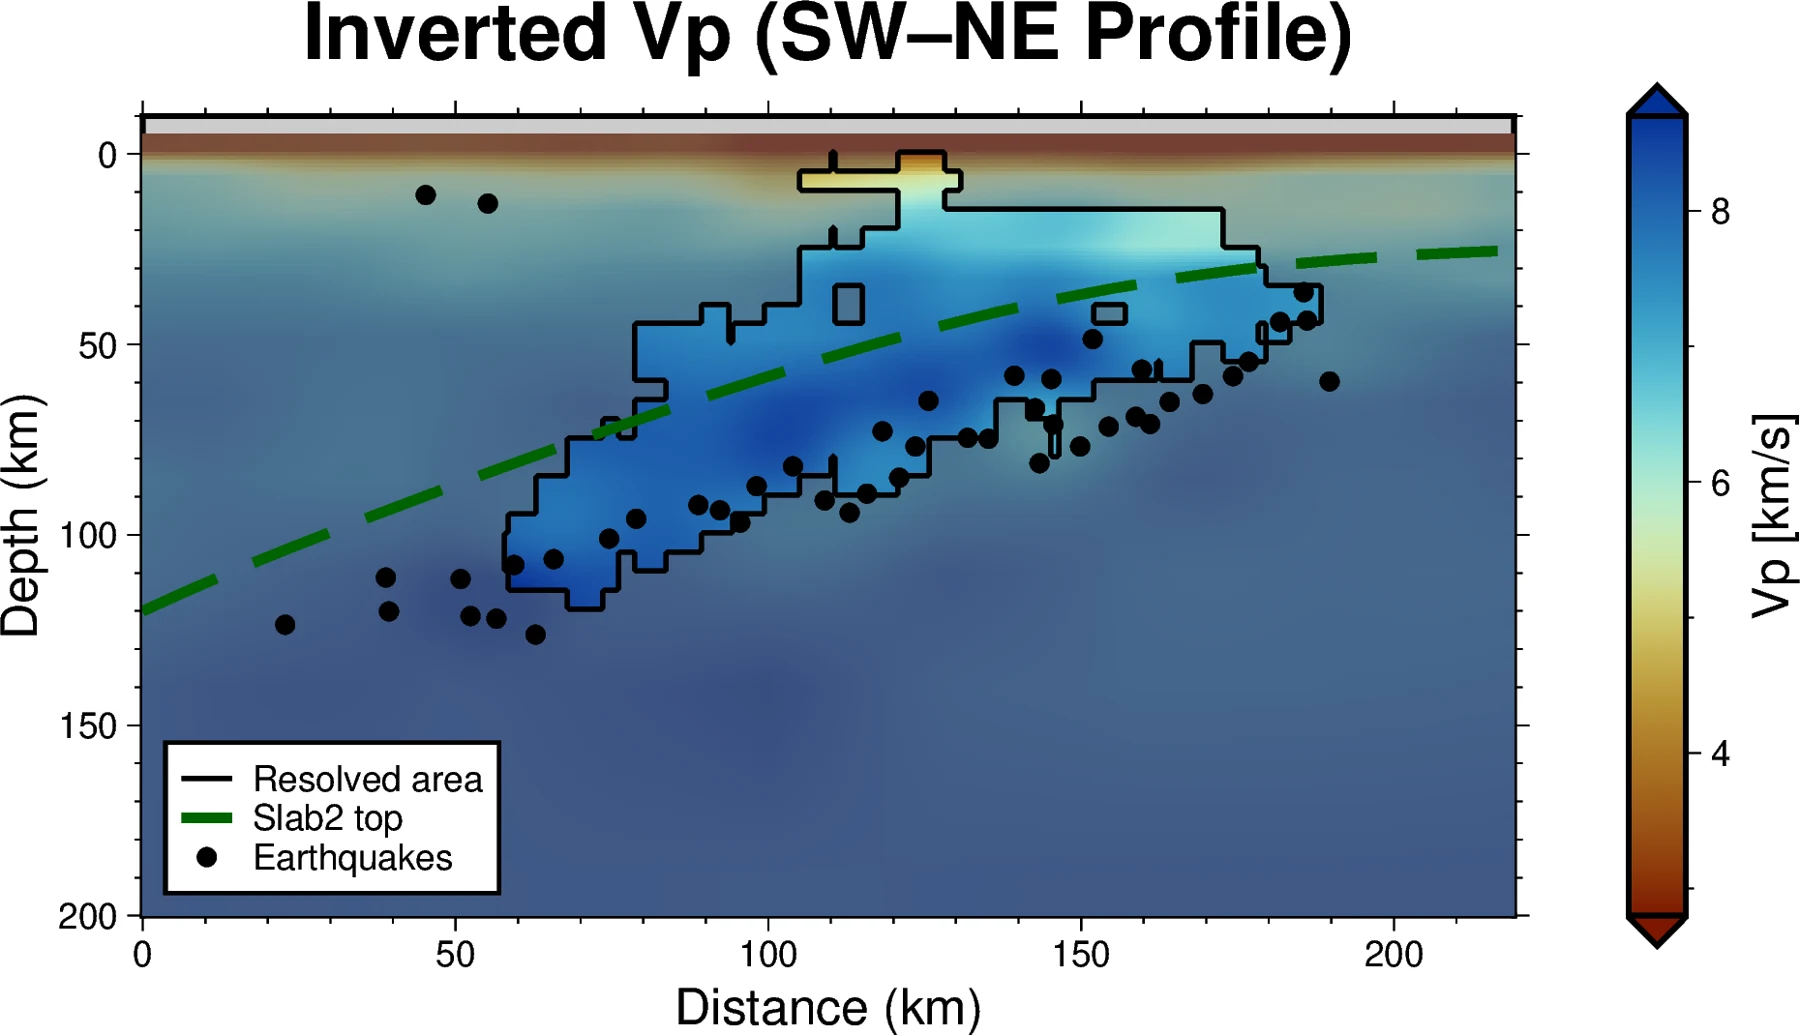 Inverted Vp (SW–NE Profile)
0
50
100
150
200
Depth (km)
Resolved area
Slab2 top
Earthquakes
0
50
100
150
200
Distance (km)
8
6
4
Vp [km/s]